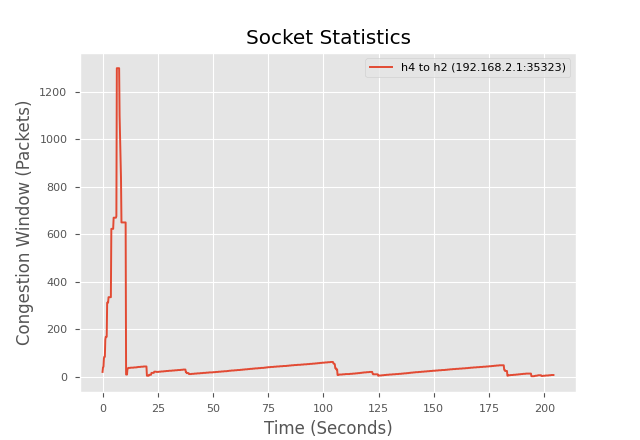 Socket Statistics
h4 to h2 (192.168.2.1:35323)
Congestion Window (Packets)
1200
1000
800
600
400
200
0
0 25 50 75 100 125 150 175 200
Time (Seconds)